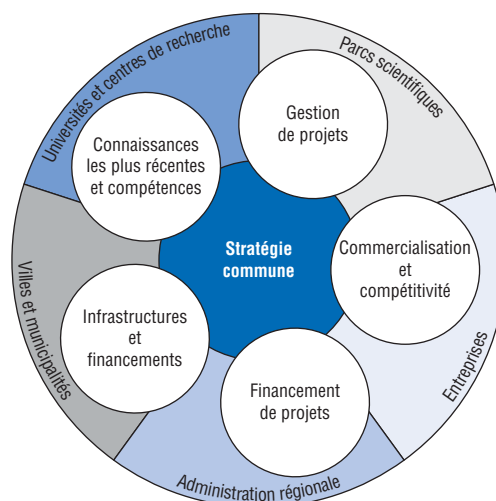 Universités et centres de recherche
Parcs scientifiques
Gestion
de projets
Connaissances
les plus récentes
et compétences
Stratégie
commune
Commercialisation
et
compétitivité
Villes et municipalités
Infrastructures
et
financements
Entreprises
Financement
de projets
Administration régionale